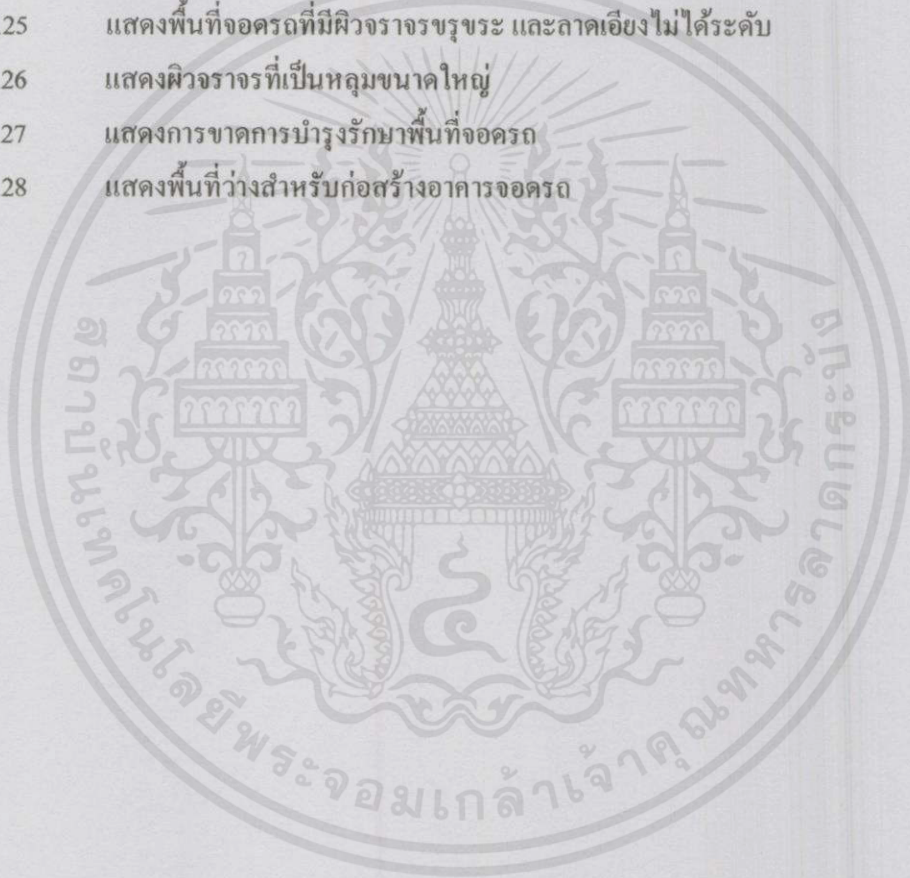 25 แสดงพื้นที่จอดรถที่มีผิวจราจรขรุขระ และลาดเอียงไม่ได้ระดับ
26 แสดงผิวจราจรที่เป็นหลุมขนาดใหญ่
27 แสดงการขาดการบำรุงรักษาพื้นที่จอดรถ
28 แสดงพื้นที่ว่างสำหรับก่อสร้างอาคารจอดรถ
สถาบันเทคโนโลยีพระจอมเกล้าเจ้าคุณทหารลาดกระบัง